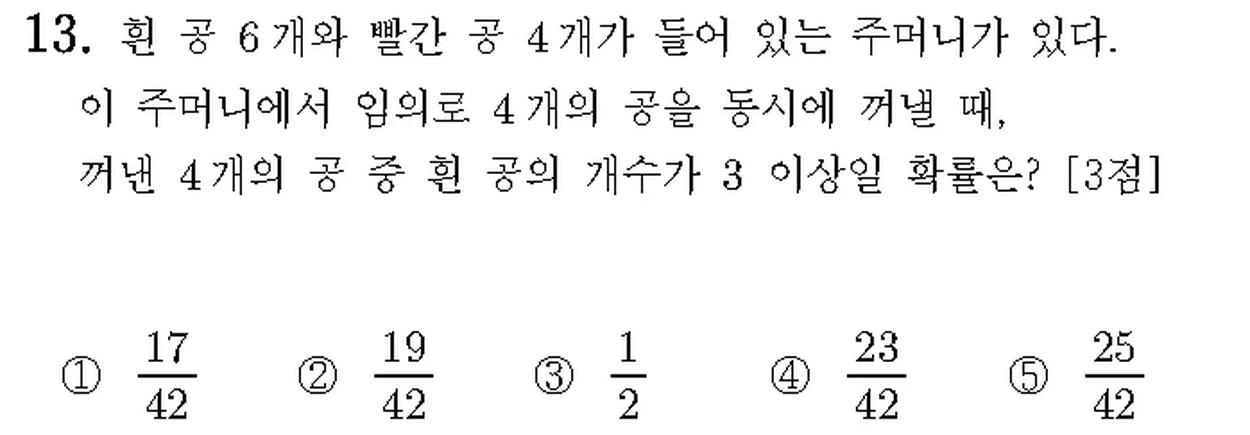 13. 흰 공 6개와 빨간 공 4개가 들어 있는 주머니가 있다.
이 주머니에서 임의로 4개의 공을 동시에 꺼낼 때,
꺼낸 4개의 공 중 흰 공의 개수가 3 이상일 확률은? [3점]
① 17/42 ② 19/42 ③ 1/2 ④ 23/42 ⑤ 25/42